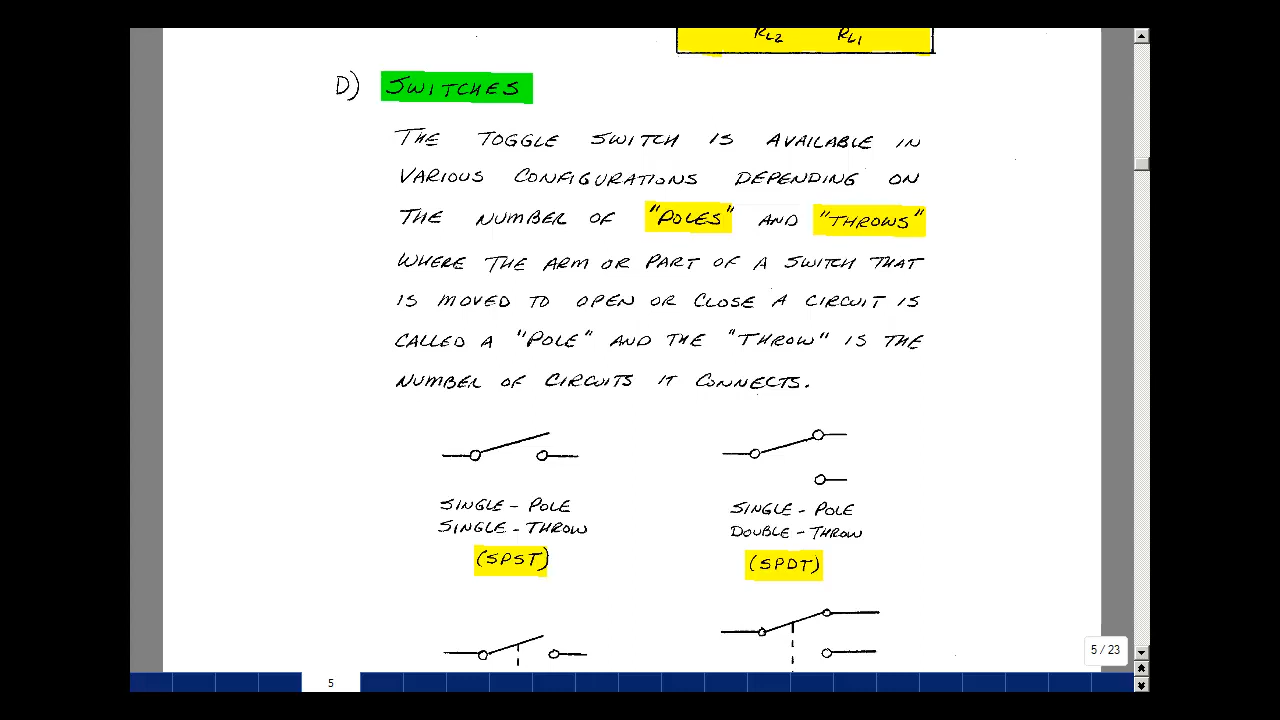 RL2 RL1
D) SWITCHES
THE TOGGLE SWITCH IS AVAILABLE IN
VARIOUS CONFIGURATIONS DEPENDING ON
THE NUMBER OF "POLES" AND "THROWS"
WHERE THE ARM OR PART OF A SWITCH THAT
IS MOVED TO OPEN OR CLOSE A CIRCUIT IS
CALLED A "POLE" AND THE "THROW" IS THE
NUMBER OF CIRCUITS IT CONNECTS.
SINGLE - POLE
SINGLE - THROW
(SPST)
SINGLE - POLE
DOUBLE - THROW
(SPDT)
5 / 23
5